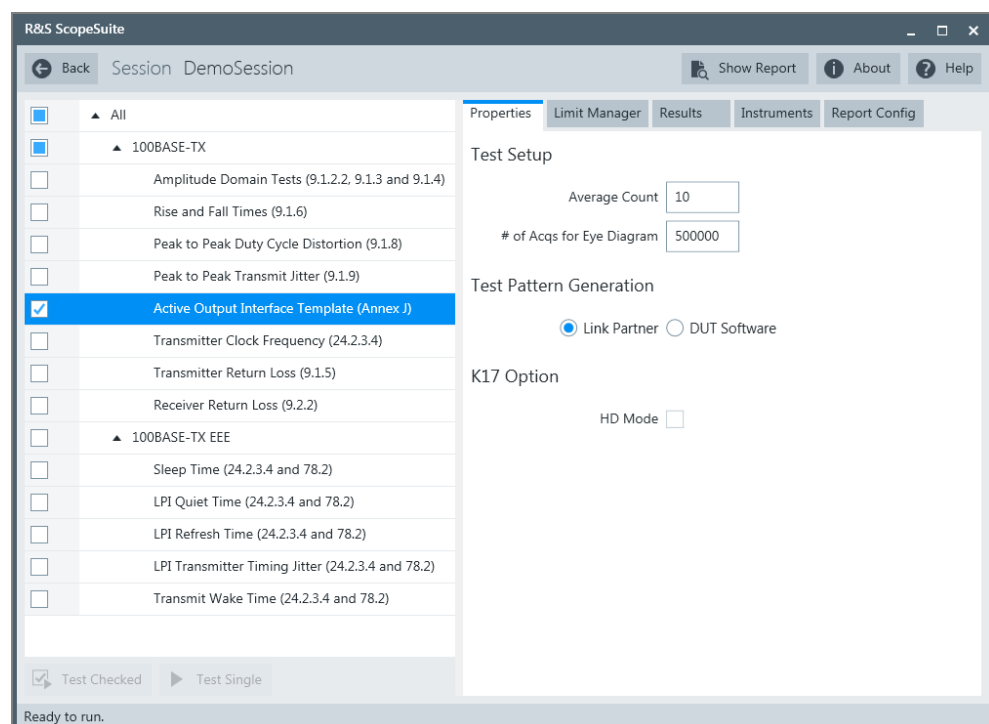 R&S ScopeSuite
Back Session DemoSession Show Report About Help
All
100BASE-TX
Amplitude Domain Tests (9.1.2.2, 9.1.3 and 9.1.4)
Rise and Fall Times (9.1.6)
Peak to Peak Duty Cycle Distortion (9.1.8)
Peak to Peak Transmit Jitter (9.1.9)
Active Output Interface Template (Annex J)
Transmitter Clock Frequency (24.2.3.4)
Transmitter Return Loss (9.1.5)
Receiver Return Loss (9.2.2)
100BASE-TX EEE
Sleep Time (24.2.3.4 and 78.2)
LPI Quiet Time (24.2.3.4 and 78.2)
LPI Refresh Time (24.2.3.4 and 78.2)
LPI Transmitter Timing Jitter (24.2.3.4 and 78.2)
Transmit Wake Time (24.2.3.4 and 78.2)
Test Checked Test Single
Properties Limit Manager Results Instruments Report Config
Test Setup
Average Count 10
# of Acqs for Eye Diagram 500000
Test Pattern Generation
Link Partner DUT Software
K17 Option
HD Mode
Ready to run.